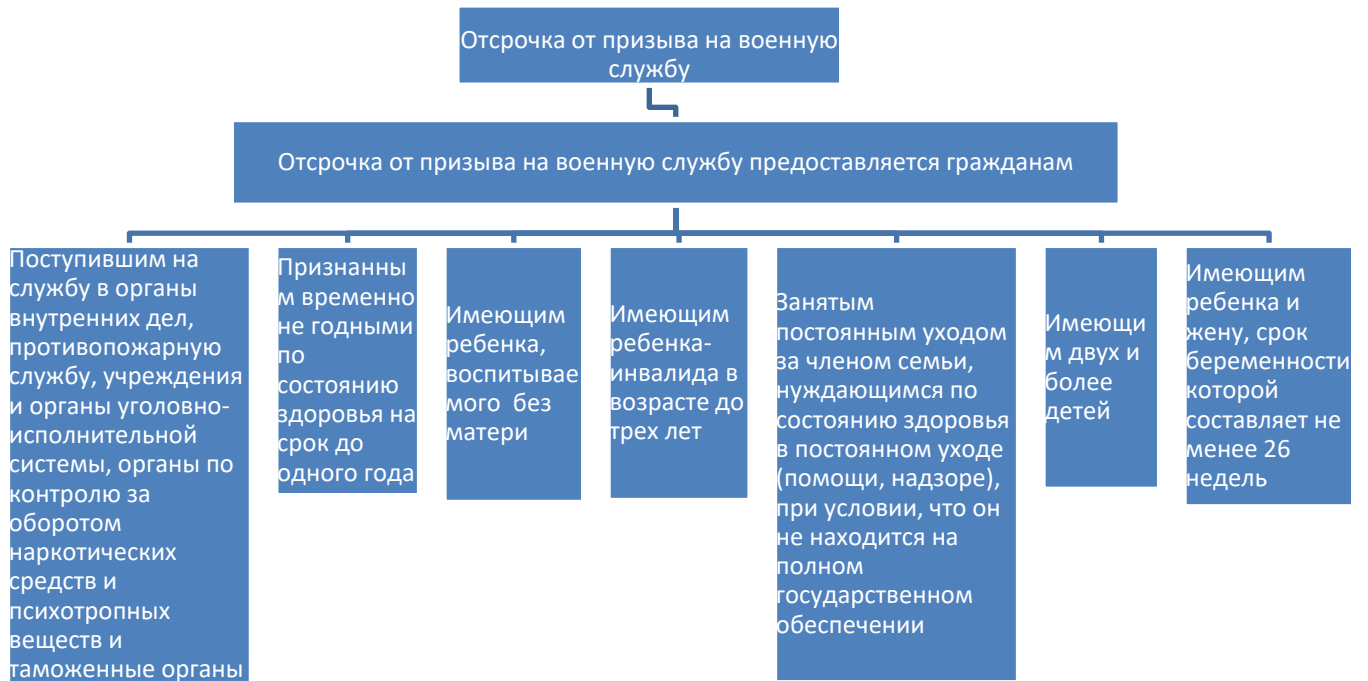 Отсрочка от призыва на военную
службу
Отсрочка от призыва на военную службу предоставляется гражданам
Поступившим на
службу в органы
внутренних дел,
противопожарную
службу, учреждения
и органы уголовно-
исполнительной
системы, органы по
контролю за
оборотом
наркотических
средств и
психотропных
веществ и
таможенные органы
Признанны
м временно
не годными
по
состоянию
здоровья на
срок до
одного года
Имеющим
ребенка,
воспитывае
мого без
матери
Имеющим
ребенка-
инвалида в
возрасте до
трех лет
Занятым
постоянным уходом
за членом семьи,
нуждающимся по
состоянию здоровья
в постоянном уходе
(помощи, надзоре),
при условии, что он
не находится на
полном
государственном
обеспечении
Имеющи
м двух и
более
детей
Имеющим
ребенка и
жену, срок
беременности
которой
составляет не
менее 26
недель